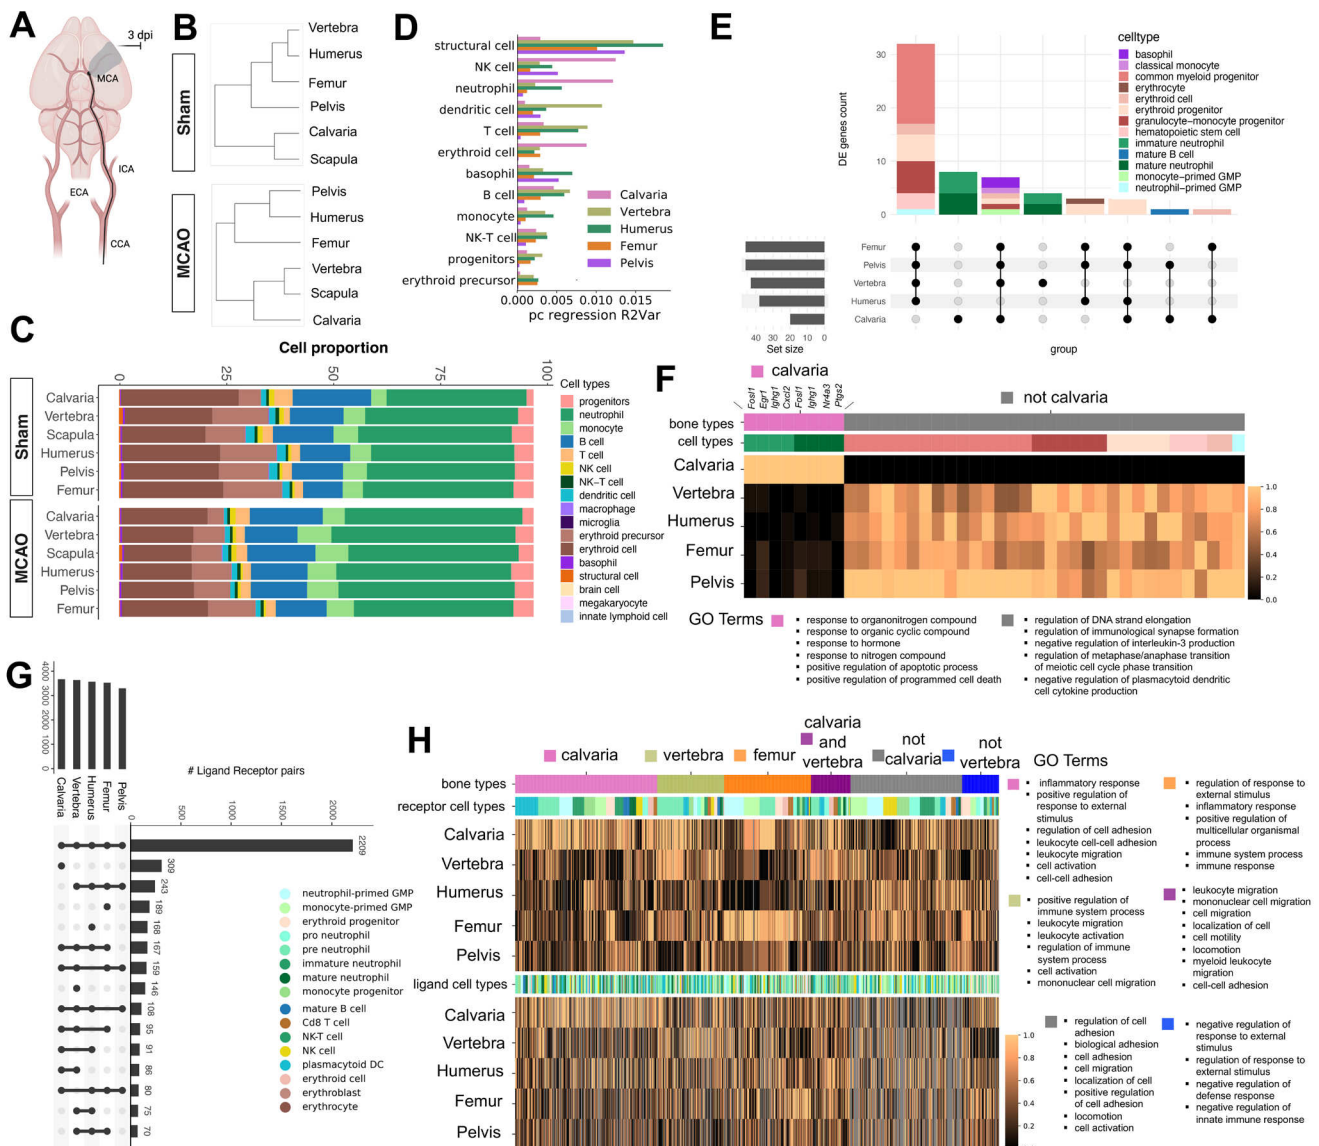 A
3 dpi
MCA
ICA
ECA
CCA
B
Sham
Vertebra
Humerus
Femur
Pelvis
Calvaria
Scapula
MCAO
Pelvis
Humerus
Femur
Vertebra
Scapula
Calvaria
D
structural cell
NK cell
neutrophil
dendritic cell
T cell
erythroid cell
basophil
B cell
monocyte
NK-T cell
progenitors
erythroid precursor
Calvaria
Vertebra
Humerus
Femur
Pelvis
0.000 0.005 0.010 0.015
pc regression R2Var
E
DE genes count
30
20
10
0
celltype
basophil
classical monocyte
common myeloid progenitor
erythrocyte
erythroid cell
erythroid progenitor
granulocyte−monocyte progenitor
hematopoietic stem cell
immature neutrophil
mature B cell
mature neutrophil
monocyte−primed GMP
neutrophil−primed GMP
Femur
Pelvis
Vertebra
Humerus
Calvaria
40 30 20 10 0
Set size
group
C
Cell proportion
0 25 50 75 100
Sham
Calvaria
Vertebra
Scapula
Humerus
Pelvis
Femur
MCAO
Calvaria
Vertebra
Scapula
Humerus
Pelvis
Femur
Cell types
progenitors
neutrophil
monocyte
B cell
T cell
NK cell
NK−T cell
dendritic cell
macrophage
microglia
erythroid precursor
erythroid cell
basophil
structural cell
brain cell
megakaryocyte
innate lymphoid cell
F
calvaria
not calvaria
Fosl1 Egr1 Ighg1 Cxcl2 Fosl1 Ighg1 Nr4a3 Ptgs2
bone types
cell types
Calvaria
Vertebra
Humerus
Femur
Pelvis
1.0
0.8
0.6
0.4
0.2
0.0
GO Terms
response to organonitrogen compound
response to organic cyclic compound
response to hormone
response to nitrogen compound
positive regulation of apoptotic process
positive regulation of programmed cell death
regulation of DNA strand elongation
regulation of immunological synapse formation
negative regulation of interleukin-3 production
regulation of metaphase/anaphase transition
of meiotic cell cycle phase transition
negative regulation of plasmacytoid dendritic
cell cytokine production
G
4000
3000
2000
1000
0
Calvaria
Vertebra
Humerus
Femur
Pelvis
# Ligand Receptor pairs
0 5000 10000 15000 20000
2209
309
243
189
168
167
159
146
108
95
91
86
80
75
70
neutrophil-primed GMP
monocyte-primed GMP
erythroid progenitor
pro neutrophil
pre neutrophil
immature neutrophil
mature neutrophil
monocyte progenitor
mature B cell
Cd8 T cell
NK-T cell
NK cell
plasmacytoid DC
erythroid cell
erythroblast
erythrocyte
H
calvaria
vertebra
femur
calvaria
and
vertebra
not
calvaria
not
vertebra
bone types
receptor cell types
Calvaria
Vertebra
Humerus
Femur
Pelvis
ligand cell types
Calvaria
Vertebra
Humerus
Femur
Pelvis
1.0
0.8
0.6
0.4
0.2
GO Terms
inflammatory response
positive regulation of
response to external
stimulus
regulation of cell adhesion
leukocyte cell-cell adhesion
leukocyte migration
cell activation
cell-cell adhesion
regulation of response to
external stimulus
inflammatory response
positive regulation of
multicellular organismal
process
immune system process
immune response
positive regulation of
immune system process
leukocyte migration
leukocyte activation
regulation of immune
system process
cell activation
mononuclear cell migration
leukocyte migration
mononuclear cell migration
cell migration
localization of cell
cell motility
locomotion
myeloid leukocyte
migration
cell-cell adhesion
regulation of cell
adhesion
biological adhesion
cell adhesion
cell migration
localization of cell
positive regulation
of cell adhesion
locomotion
cell activation
negative regulation of
response to external
stimulus
regulation of response to
external stimulus
negative regulation of
defense response
negative regulation of
innate immune response